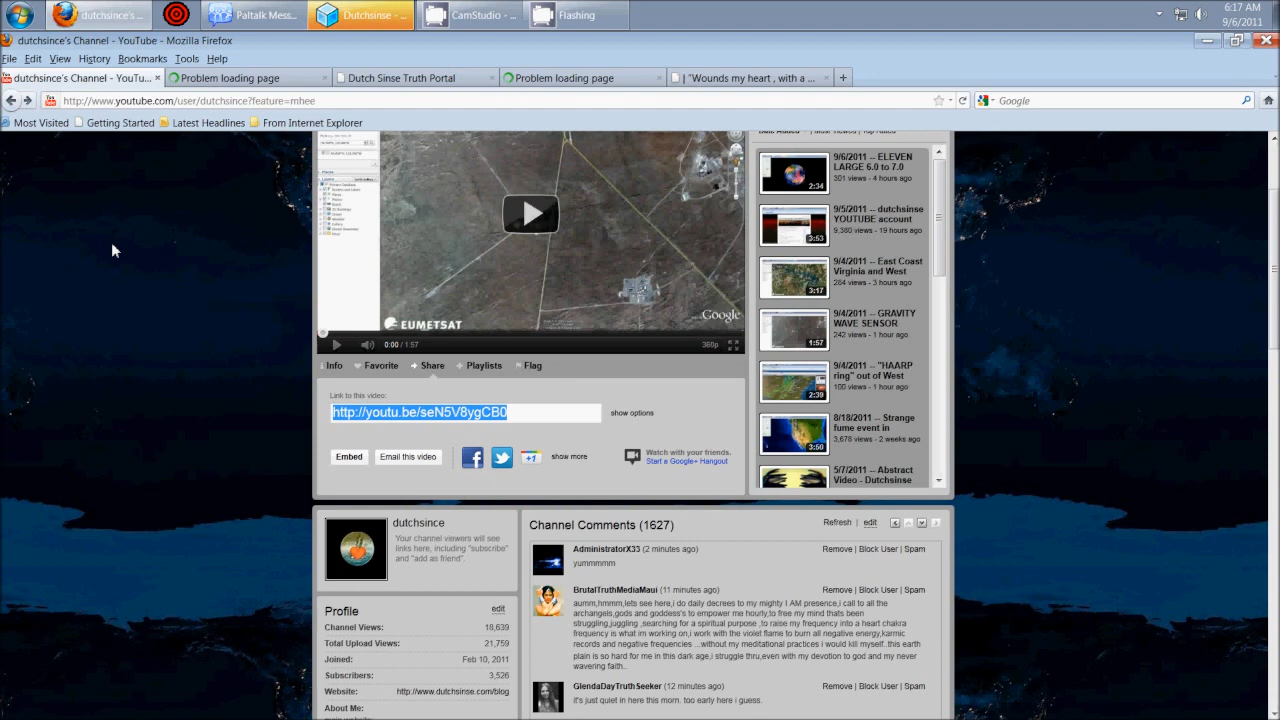 dutchsince's ...
Paltalk Mess...
Dutchsinse - ...
CamStudio - ...
Flashing
6:17 AM
9/6/2011
dutchsince's Channel - YouTube - Mozilla Firefox
File Edit View History Bookmarks Tools Help
dutchsince's Channel - YouTu...
Problem loading page
Dutch Sinse Truth Portal
Problem loading page
| "Wounds my heart , with a ...
http://www.youtube.com/user/dutchsince?feature=mhee
Google
Most Visited Getting Started Latest Headlines From Internet Explorer
EUMETSAT
Google
0:00 / 1:57
360p
Info Favorite Share Playlists Flag
Link to this video:
http://youtu.be/seN5V8ygCB0
show options
Embed
Email this video
+1
show more
Watch with your friends.
Start a Google+ Hangout
9/6/2011 -- ELEVEN
LARGE 6.0 to 7.0
301 views - 4 hours ago
2:34
9/5/2011 -- dutchsinse
YOUTUBE account
9,380 views - 19 hours ago
3:53
9/4/2011 -- East Coast
Virginia and West
284 views - 3 hours ago
3:17
9/4/2011 -- GRAVITY
WAVE SENSOR
242 views - 1 hour ago
1:57
9/4/2011 -- "HAARP
ring" out of West
100 views - 1 hour ago
2:39
8/18/2011 -- Strange
fume event in
3,678 views - 2 weeks ago
3:50
5/7/2011 -- Abstract
Video - Dutchsinse
dutchsince
Your channel viewers will see
links here, including "subscribe"
and "add as friend".
Profile
edit
Channel Views: 18,639
Total Upload Views: 21,759
Joined: Feb 10, 2011
Subscribers: 3,526
Website: http://www.dutchsinse.com/blog
About Me:
Channel Comments (1627)
Refresh | edit
AdministratorX33 (2 minutes ago)
Remove | Block User | Spam
yummmmm
BrutalTruthMediaMaui (11 minutes ago)
Remove | Block User | Spam
aumm,hmmm,lets see here,i do daily decrees to my mighty I AM presence,i call to all the
archangels,gods and goddess's to empower me hourly,to free my mind thats been
struggling,juggling ,searching for a spiritual purpose ,to raise my frequency into a heart chakra
frequency is what im working on,i work with the violet flame to burn all negative energy,karmic
records and negative frequencies ...without my meditational practices i would kill myself..this earth
plain is so hard for me in this dark age,i struggle thru,even with my devotion to god and my never
wavering faith..
GlendaDayTruthSeeker (12 minutes ago)
Remove | Block User | Spam
it's just quiet in here this morn. too early here i guess.